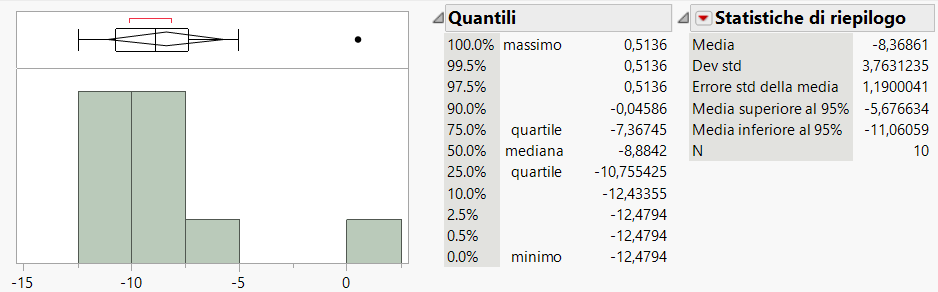 Quantili
100.0% massimo 0,5136
99.5% 0,5136
97.5% 0,5136
90.0% -0,04586
75.0% quartile -7,36745
50.0% mediana -8,8842
25.0% quartile -10,755425
10.0% -12,43355
2.5% -12,4794
0.5% -12,4794
0.0% minimo -12,4794
Statistiche di riepilogo
Media -8,36861
Dev std 3,7631235
Errore std della media 1,1900041
Media superiore al 95% -5,676634
Media inferiore al 95% -11,06059
N 10
-15 -10 -5 0